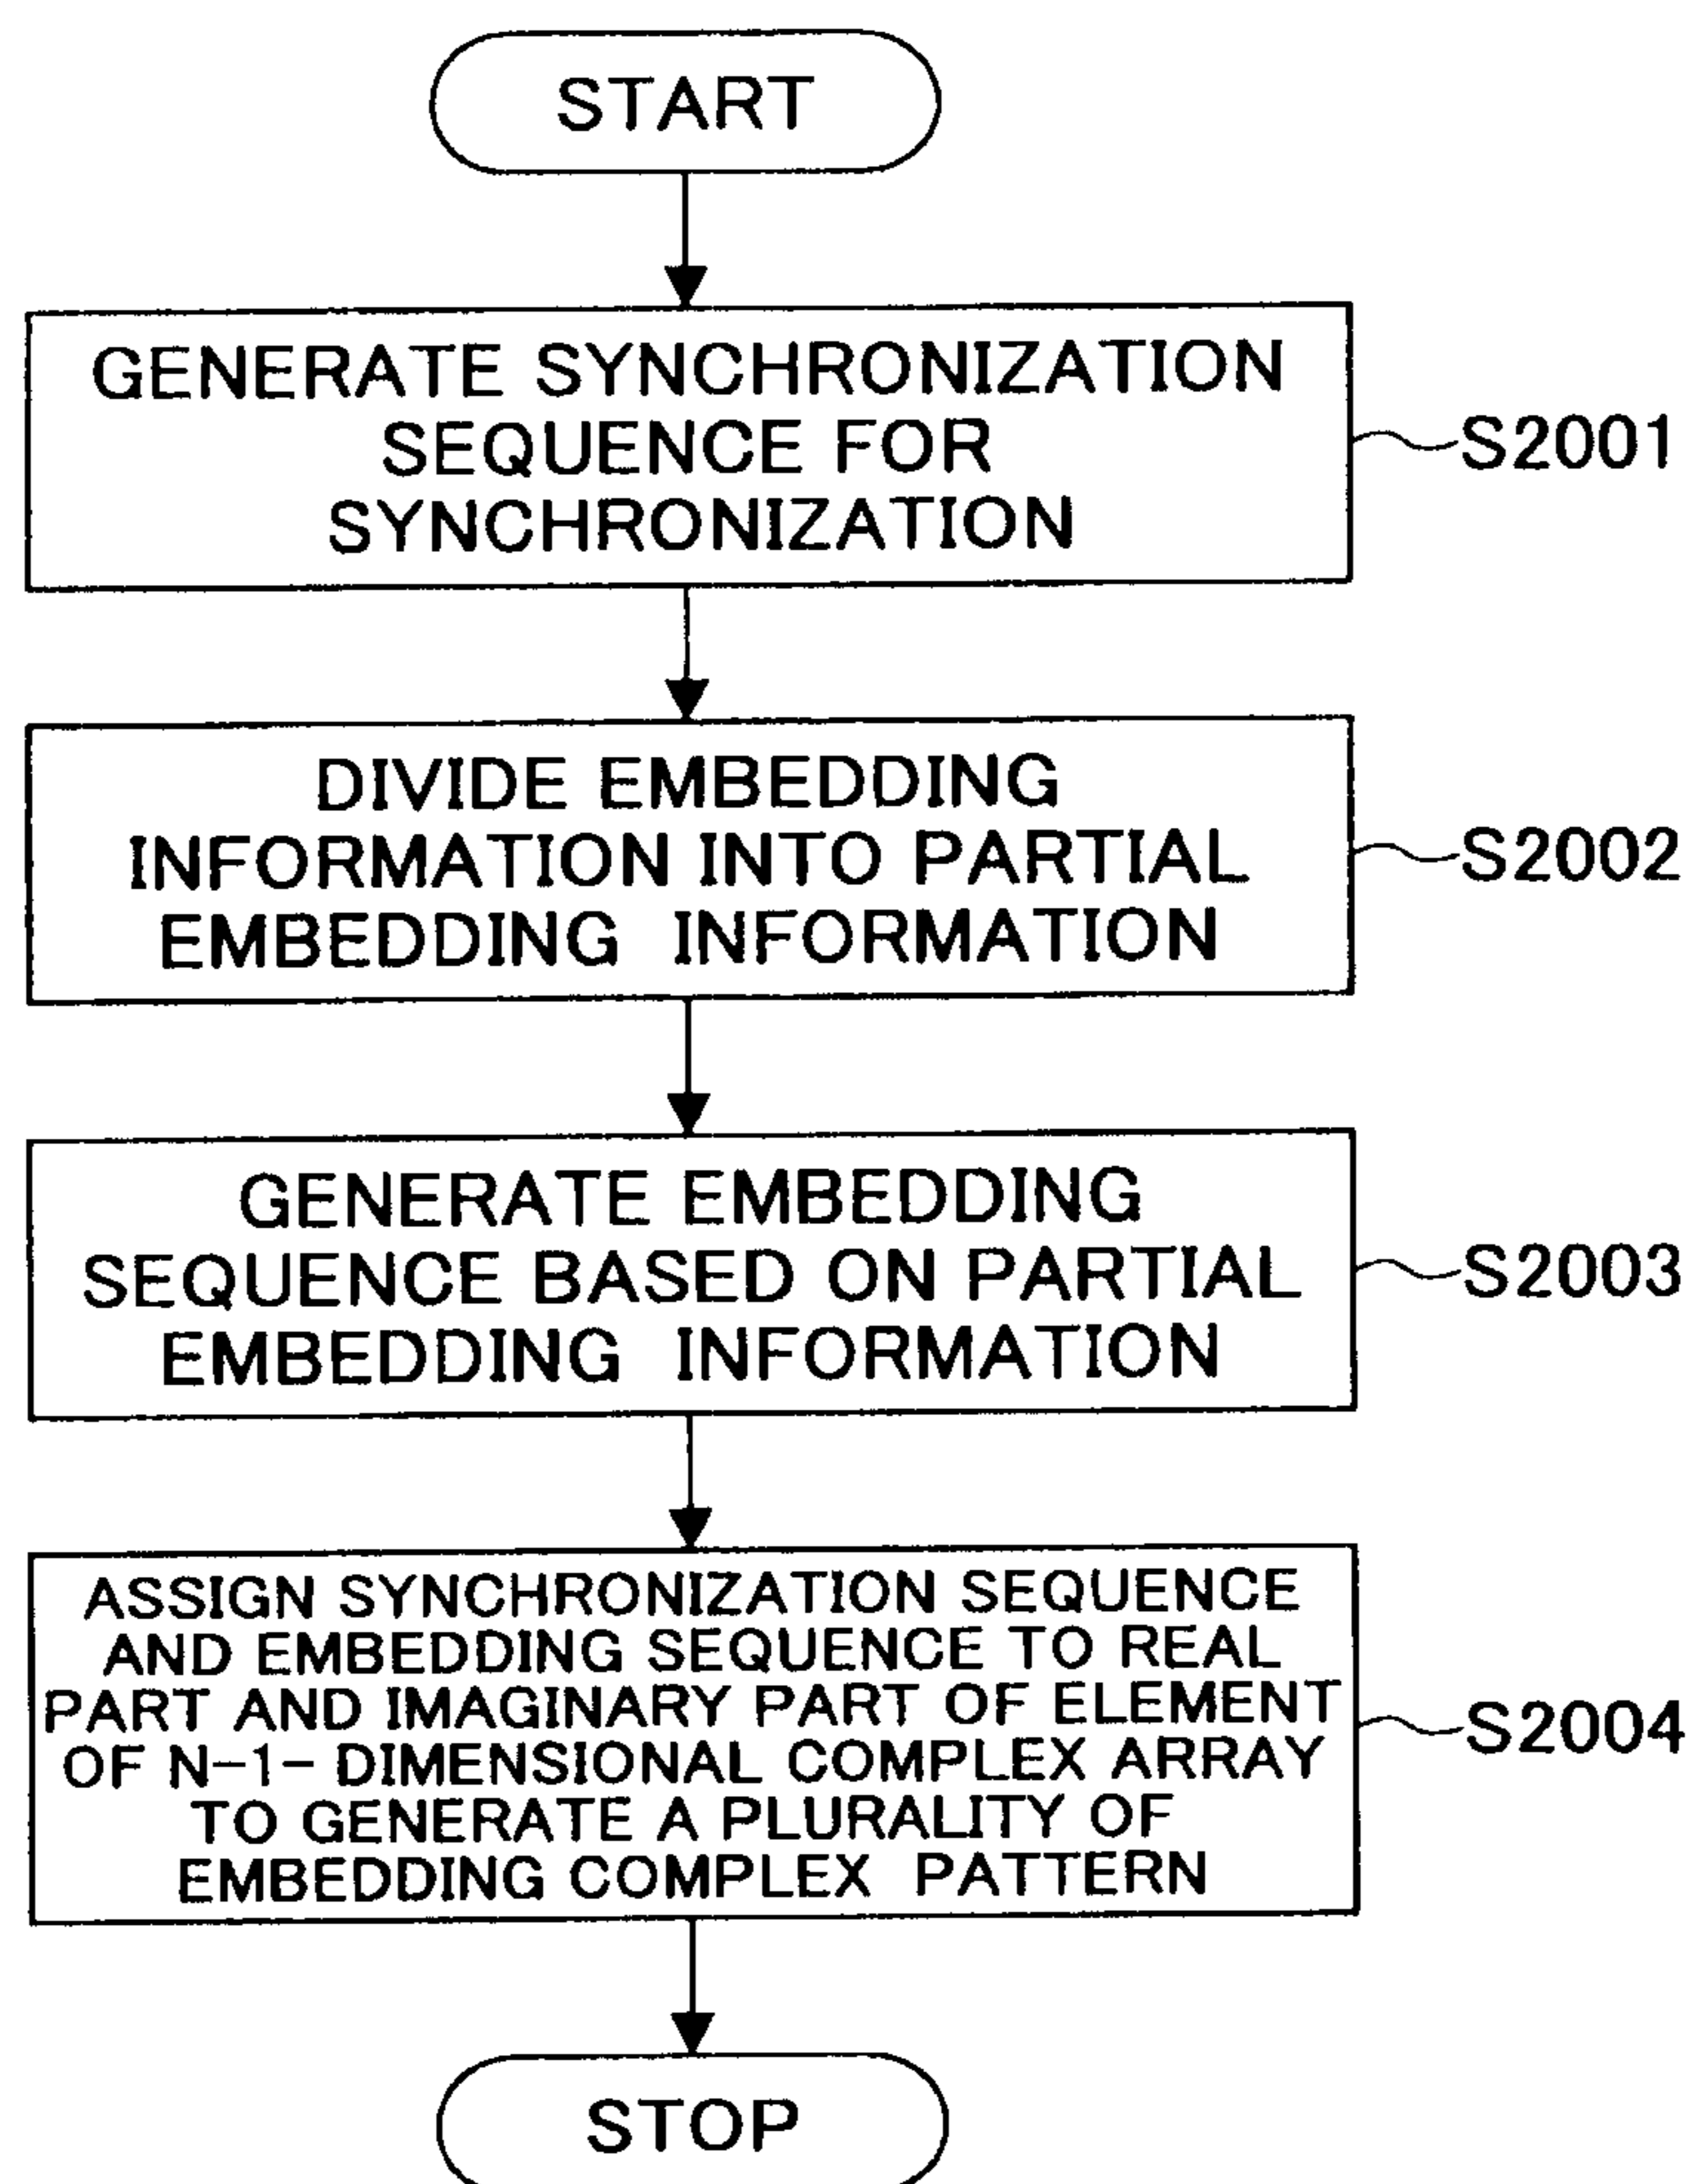 START
GENERATE SYNCHRONIZATION
SEQUENCE FOR
SYNCHRONIZATION
S2001
DIVIDE EMBEDDING
INFORMATION INTO PARTIAL
EMBEDDING INFORMATION
S2002
GENERATE EMBEDDING
SEQUENCE BASED ON PARTIAL
EMBEDDING INFORMATION
S2003
ASSIGN SYNCHRONIZATION SEQUENCE
AND EMBEDDING SEQUENCE TO REAL
PART AND IMAGINARY PART OF ELEMENT
OF N-1- DIMENSIONAL COMPLEX ARRAY
TO GENERATE A PLURALITY OF
EMBEDDING COMPLEX PATTERN
S2004
STOP